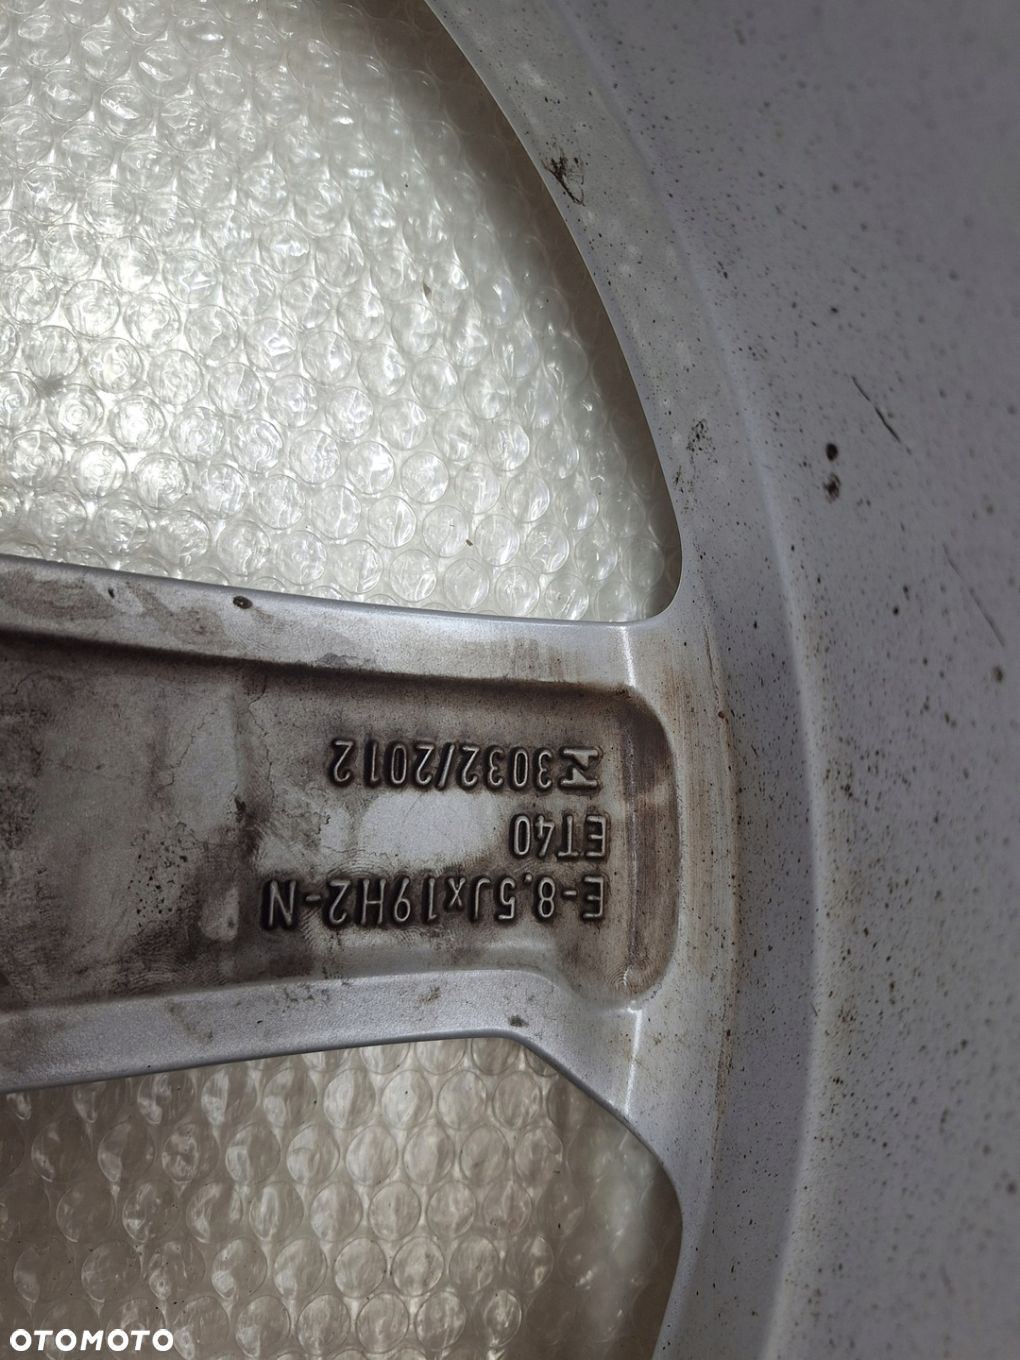 E-8,5Jx19H2-N
ET40
3032/2012
OTOMOTO